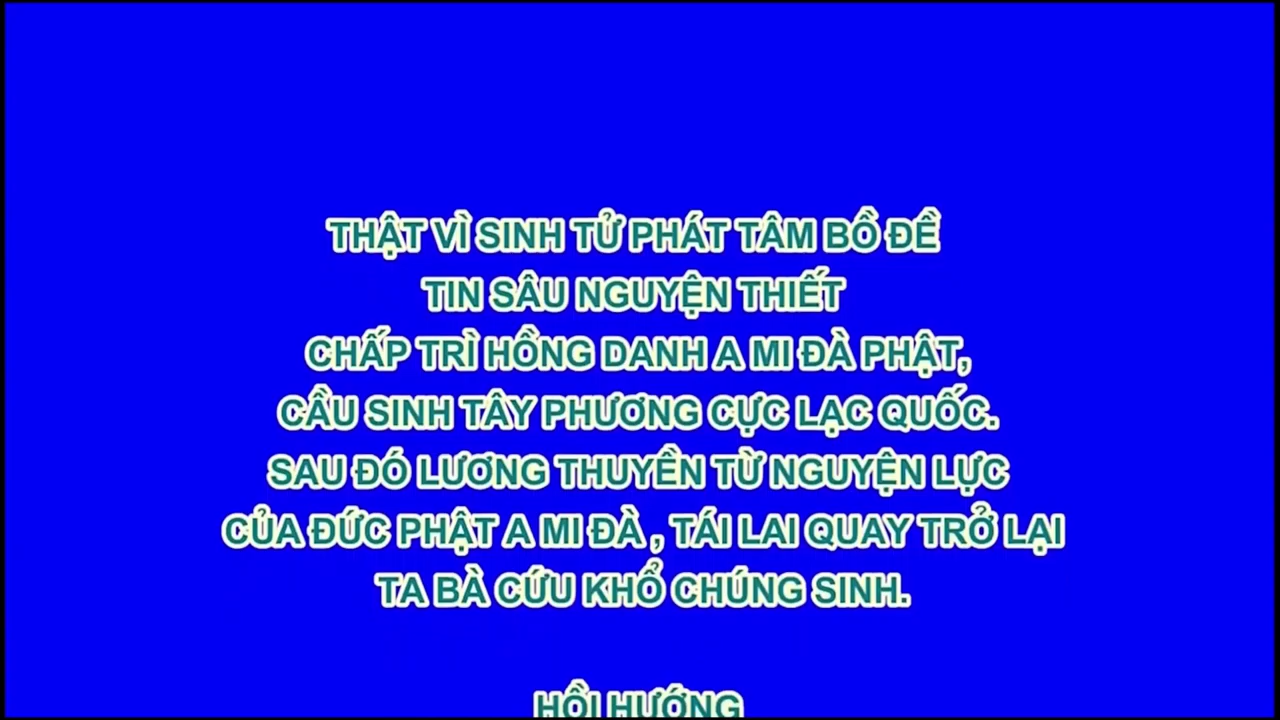 THẬT VÌ SINH TỬ PHÁT TÂM BỒ ĐỀ
TIN SÂU NGUYỆN THIẾT
CHẤP TRÌ HỒNG DANH A MI ĐÀ PHẬT,
CẦU SINH TÂY PHƯƠNG CỰC LẠC QUỐC.
SAU ĐÓ LƯƠNG THUYỀN TỪ NGUYỆN LỰC
CỦA ĐỨC PHẬT A MI ĐÀ , TÁI LAI QUAY TRỞ LẠI
TA BÀ CỨU KHỔ CHÚNG SINH.
HỒI HƯỚNG